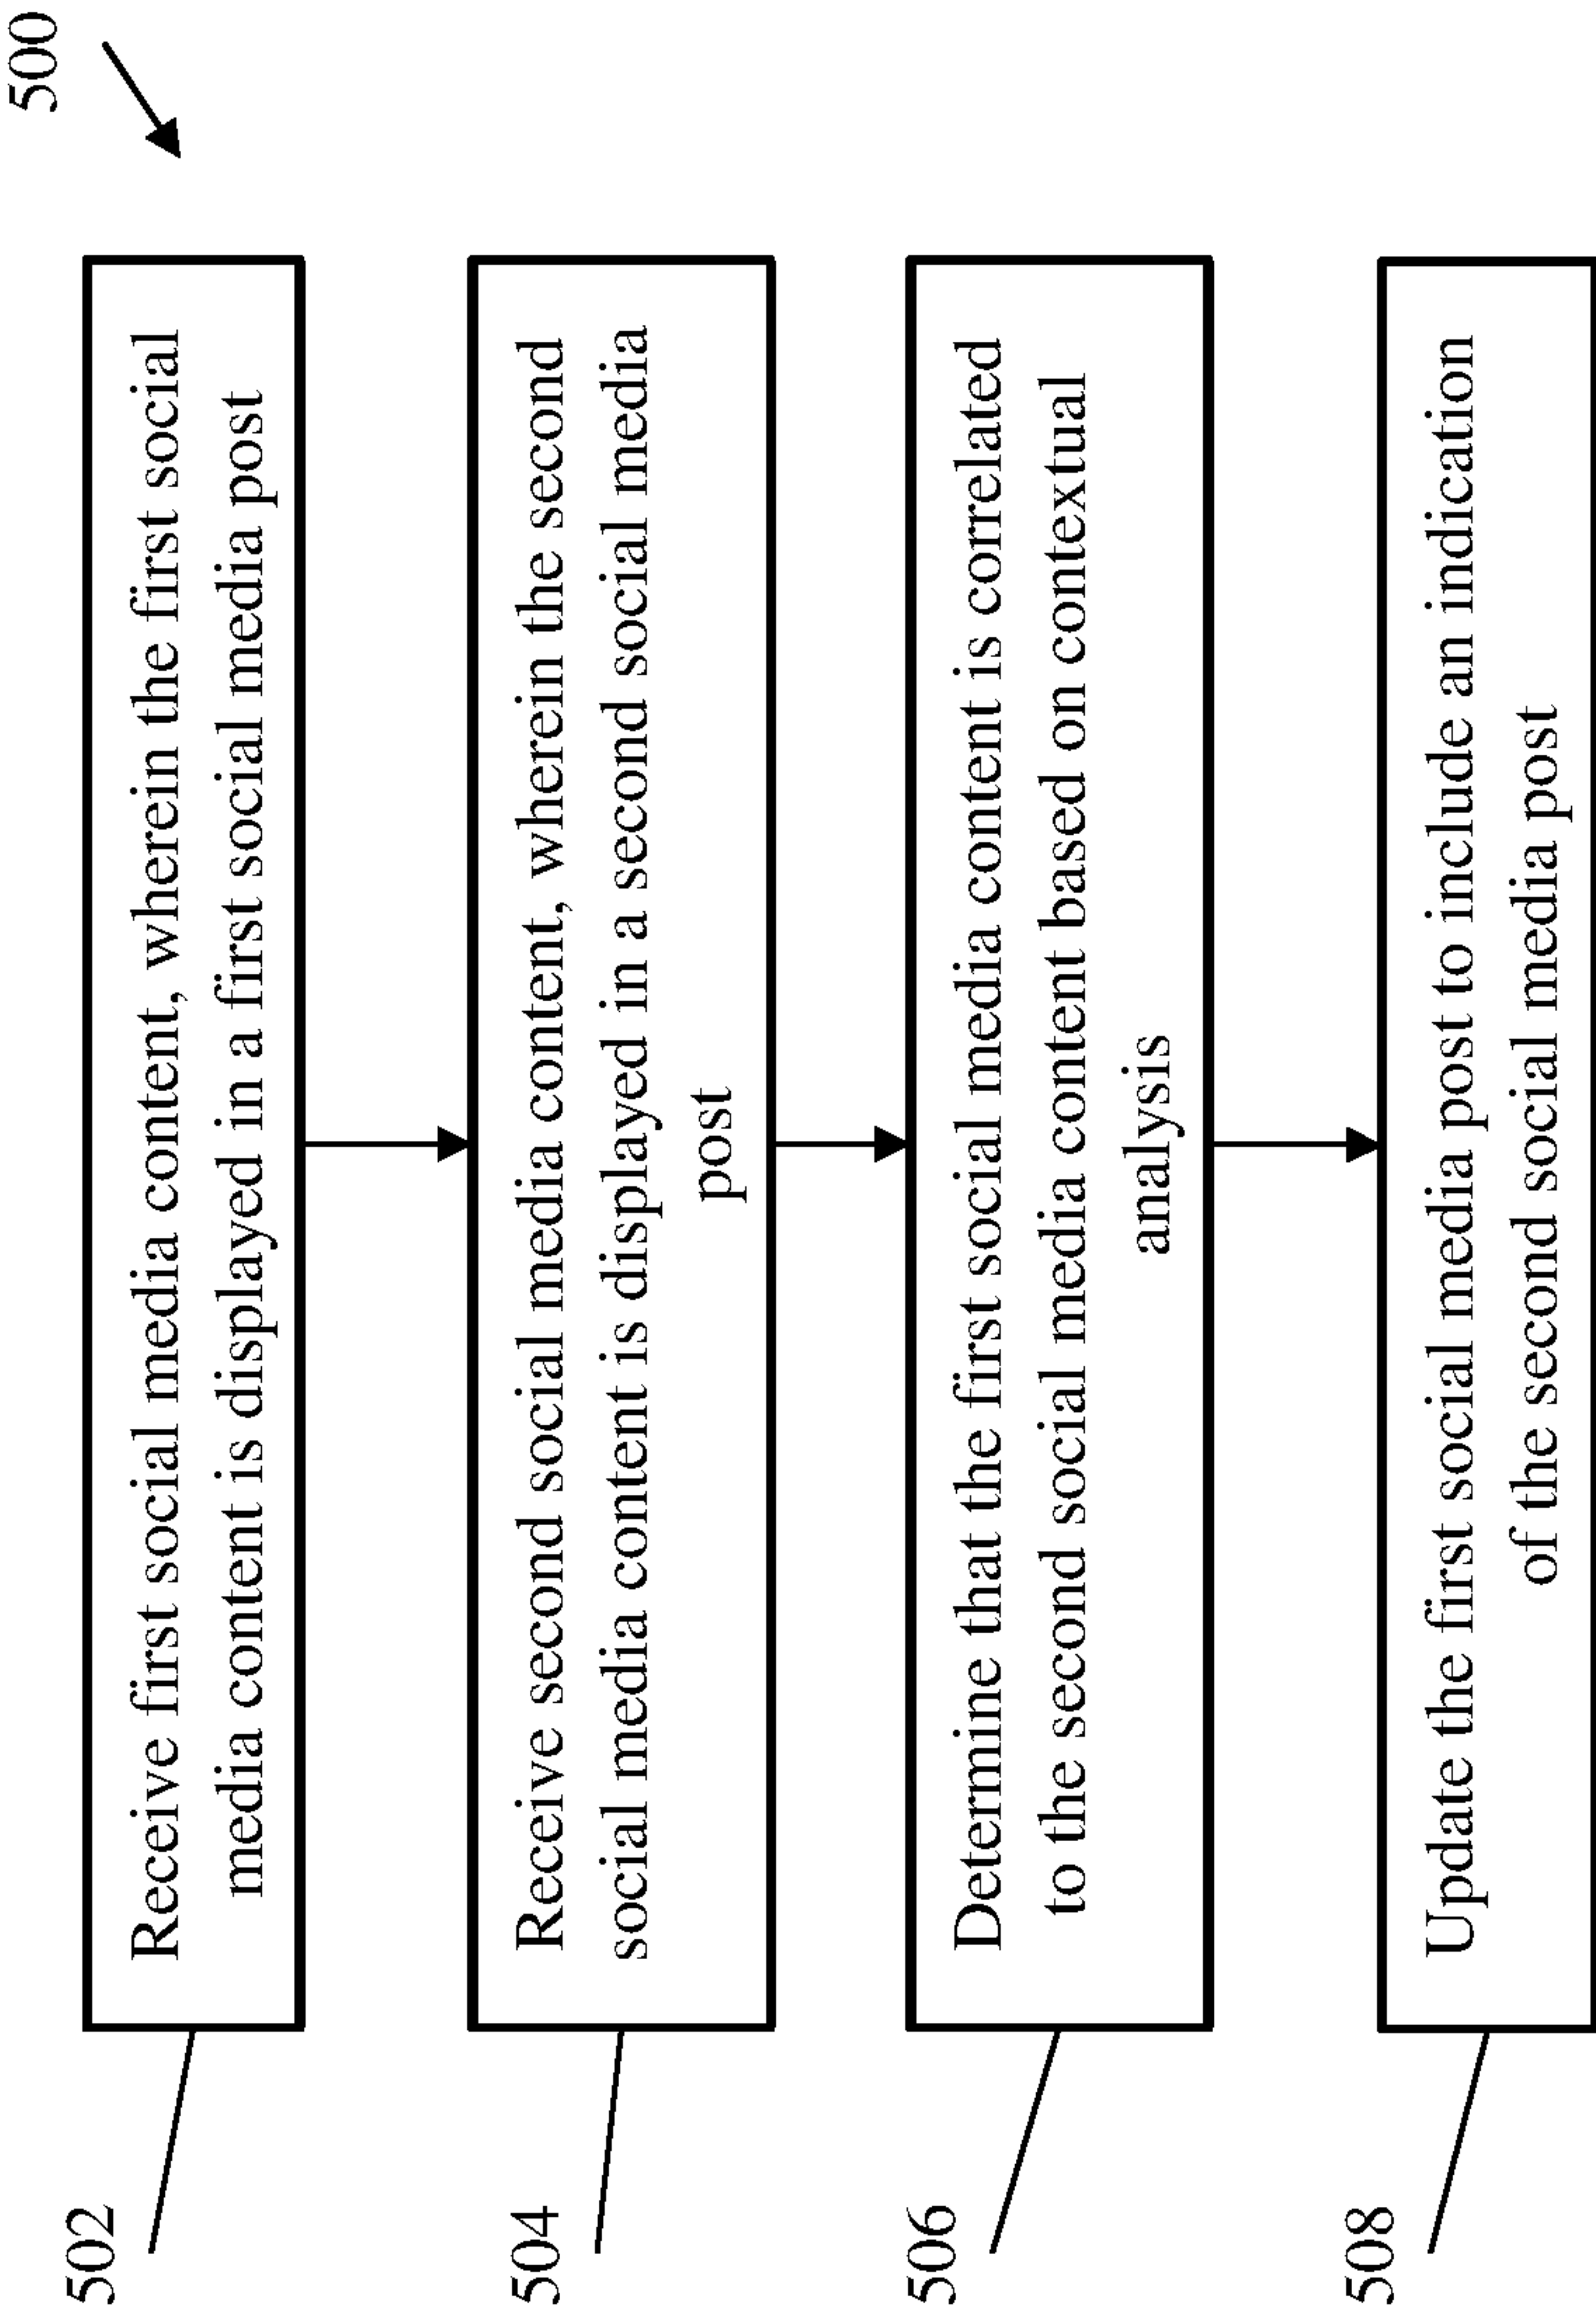 500
502
Receive first social media content, wherein the first social
media content is displayed in a first social media post
504
Receive second social media content, wherein the second
social media content is displayed in a second social media
post
506
Determine that the first social media content is correlated
to the second social media content based on contextual
analysis
508
Update the first social media post to include an indication
of the second social media post